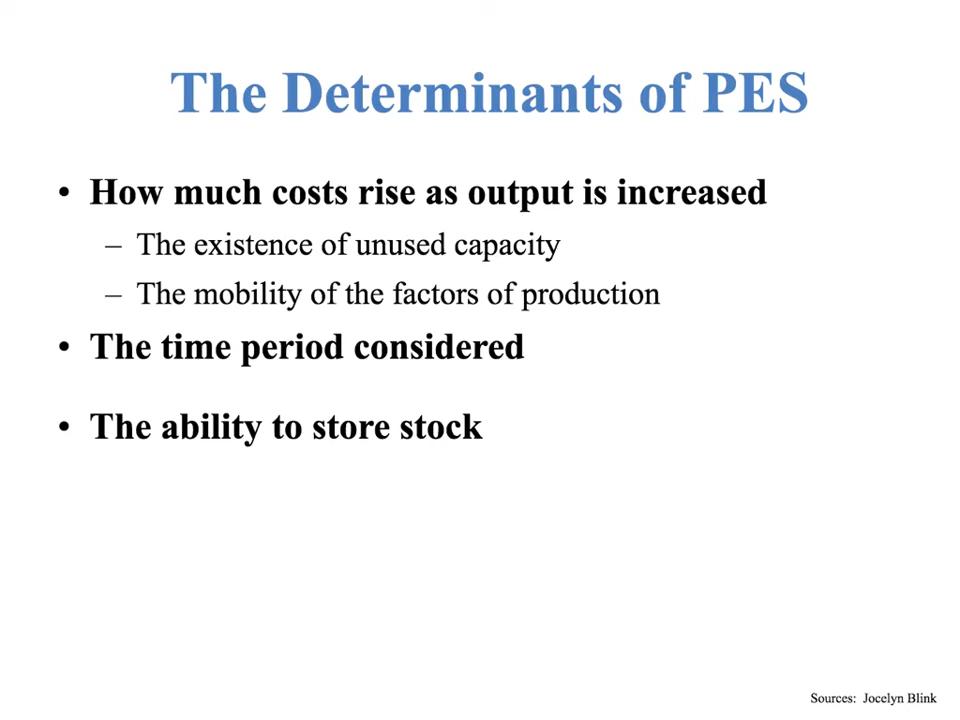 The Determinants of PES
• How much costs rise as output is increased
– The existence of unused capacity
– The mobility of the factors of production
• The time period considered
• The ability to store stock
Sources: Jocelyn Blink